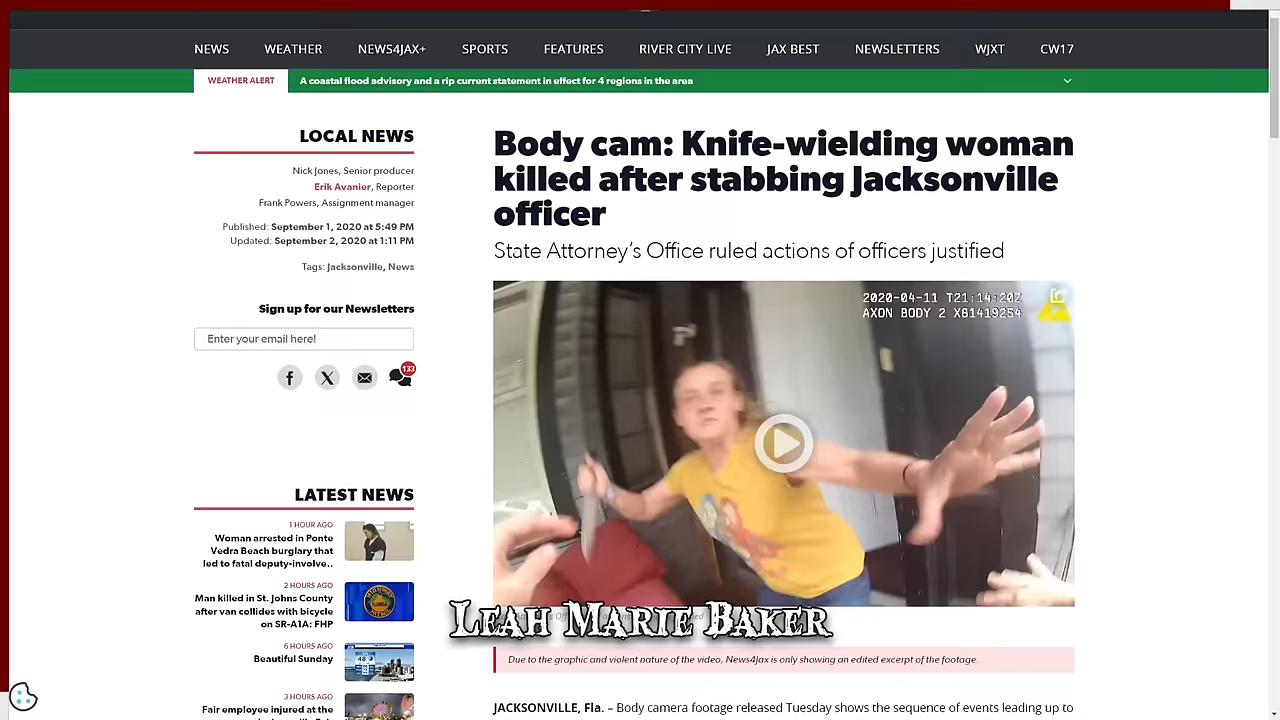 NEWS WEATHER NEWS4JAX+ SPORTS FEATURES RIVER CITY LIVE JAX BEST NEWSLETTERS WJXT CW17
WEATHER ALERT A coastal flood advisory and a rip current statement in effect for 4 regions in the area
LOCAL NEWS
Nick Jones, Senior producer
Erik Avanier, Reporter
Frank Powers, Assignment manager
Published: September 1, 2020 at 5:49 PM
Updated: September 2, 2020 at 1:11 PM
Tags: Jacksonville, News
Sign up for our Newsletters
Enter your email here!
133
LATEST NEWS
1 HOUR AGO
Woman arrested in Ponte
Vedra Beach burglary that
led to fatal deputy-involve..
2 HOURS AGO
Man killed in St. Johns County
after van collides with bicycle
on SR-A1A: FHP
6 HOURS AGO
Beautiful Sunday
3 HOURS AGO
Fair employee injured at the
Body cam: Knife-wielding woman
killed after stabbing Jacksonville
officer
State Attorney's Office ruled actions of officers justified
2020-04-11 T21:14:20Z
AXON BODY 2 X81419254
LEAH MARIE BAKER
Due to the graphic and violent nature of the video, News4Jax is only showing an edited excerpt of the footage.
JACKSONVILLE, Fla. – Body camera footage released Tuesday shows the sequence of events leading up to